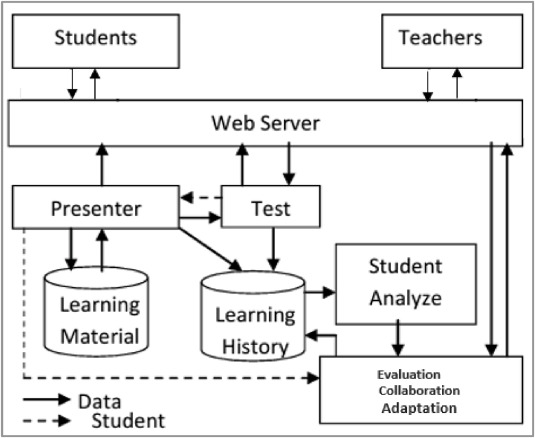 Students
Teachers
Web Server
Presenter
Test
Learning
Material
Learning
History
Student
Analyze
Evaluation
Collaboration
Adaptation
Data
Student